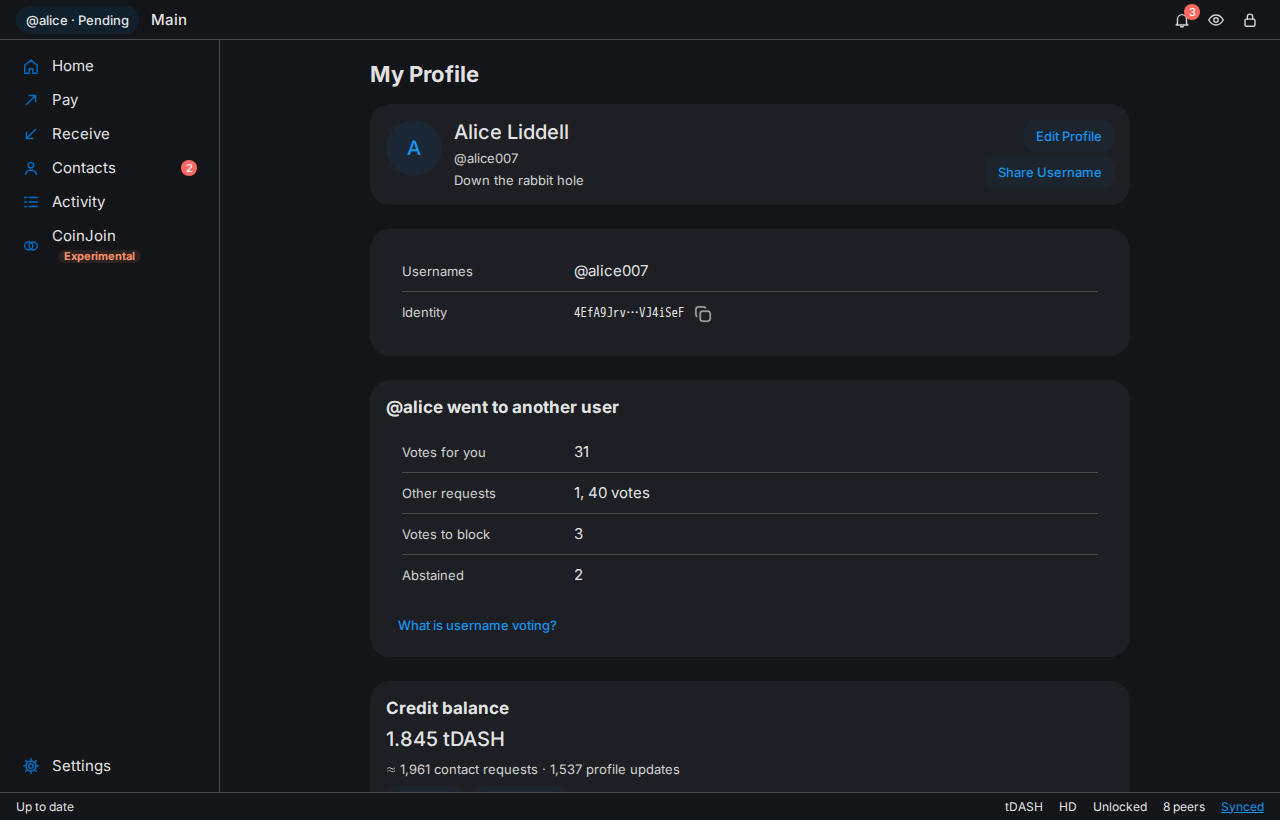 @alice · Pending Main 3
Home
Pay
Receive
Contacts 2
Activity
CoinJoin
Experimental
Settings
My Profile
A
Alice Liddell
@alice007
Down the rabbit hole
Edit Profile
Share Username
Usernames @alice007
Identity 4EfA9Jrv⋯VJ4iSeF
@alice went to another user
Votes for you 31
Other requests 1, 40 votes
Votes to block 3
Abstained 2
What is username voting?
Credit balance
1.845 tDASH
≈ 1,961 contact requests · 1,537 profile updates
Up to date tDASH HD Unlocked 8 peers Synced